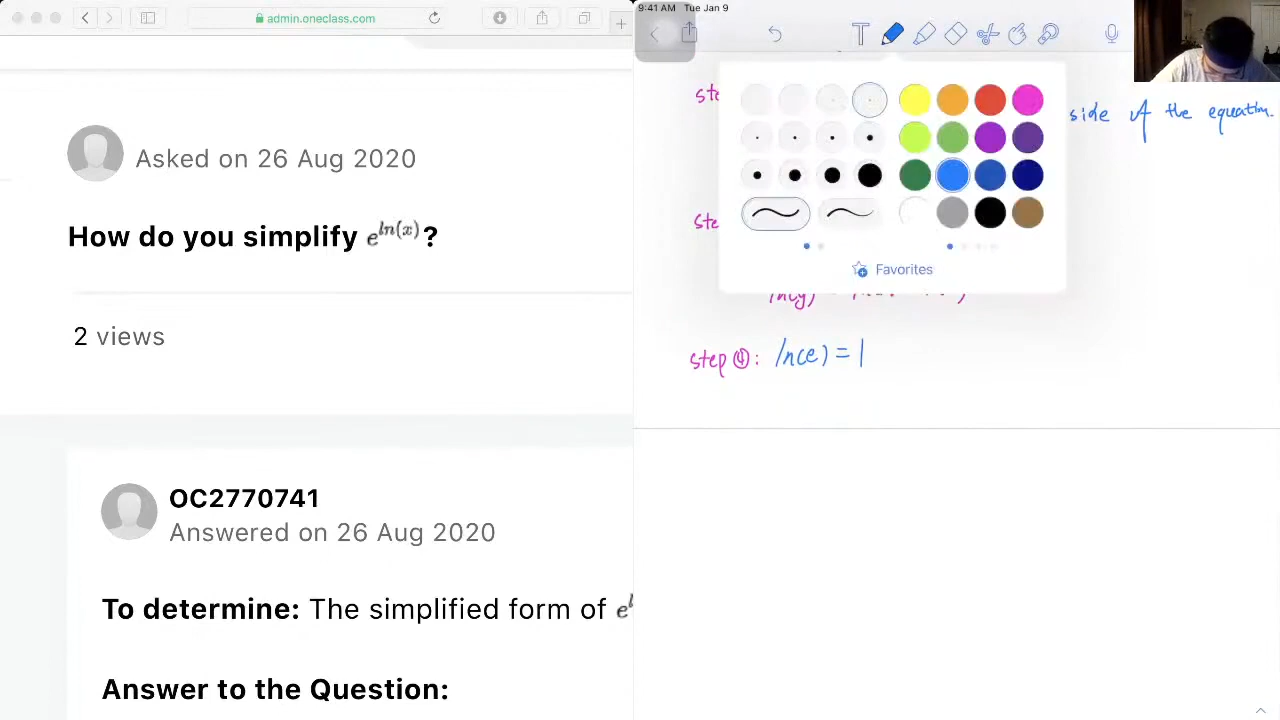 admin.oneclass.com
Asked on 26 Aug 2020
How do you simplify e^{ln(x)}?
2 views
OC2770741
Answered on 26 Aug 2020
To determine: The simplified form of e
Answer to the Question:
9:41 AM Tue Jan 9
T
side of the equation.
Favorites
ln(y)
step ④: ln(e) = 1